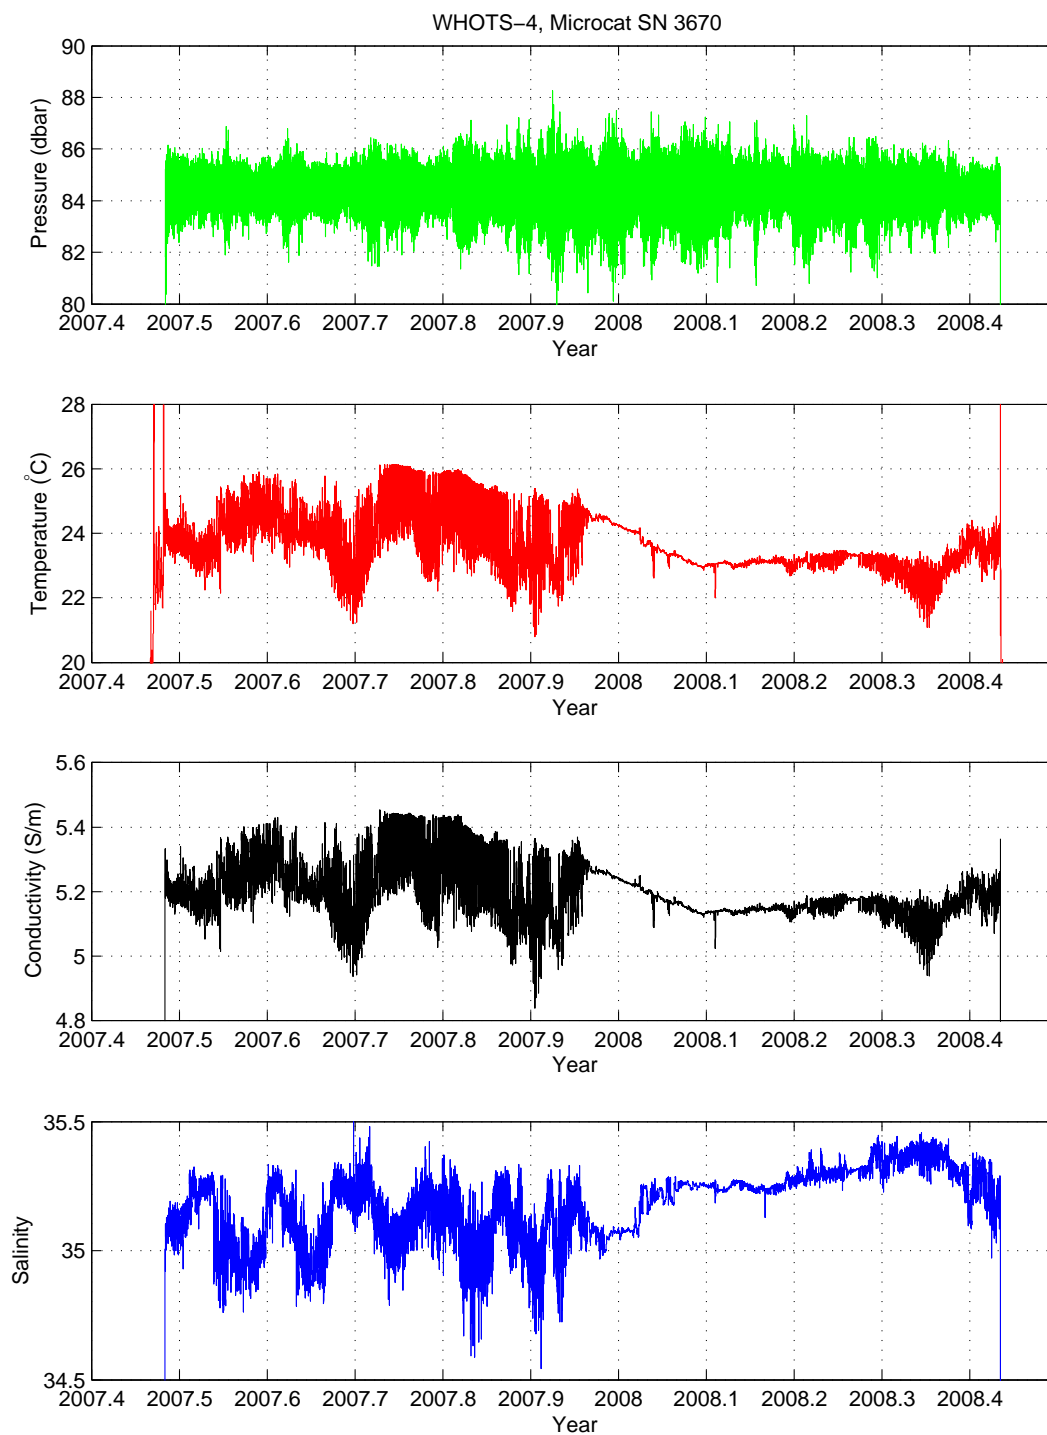 WHOTS−4, Microcat SN 3670
90
88
86
84
82
80
Pressure (dbar)
2007.4 2007.5 2007.6 2007.7 2007.8 2007.9 2008 2008.1 2008.2 2008.3 2008.4
Year
28
26
24
22
20
Temperature (°C)
2007.4 2007.5 2007.6 2007.7 2007.8 2007.9 2008 2008.1 2008.2 2008.3 2008.4
Year
5.6
5.4
5.2
5
4.8
Conductivity (S/m)
2007.4 2007.5 2007.6 2007.7 2007.8 2007.9 2008 2008.1 2008.2 2008.3 2008.4
Year
35.5
35
34.5
Salinity
2007.4 2007.5 2007.6 2007.7 2007.8 2007.9 2008 2008.1 2008.2 2008.3 2008.4
Year